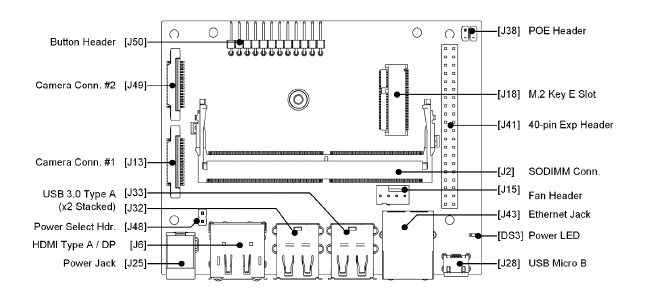 Button Header [J50]
Camera Conn. #2 [J49]
Camera Conn. #1 [J13]
USB 3.0 Type A [J33]
(x2 Stacked) [J32]
Power Select Hdr. [J48]
HDMI Type A / DP [J6]
Power Jack [J25]
[J38] POE Header
[J18] M.2 Key E Slot
[J41] 40-pin Exp Header
[J2] SODIMM Conn.
[J15] Fan Header
[J43] Ethernet Jack
[DS3] Power LED
[J28] USB Micro B